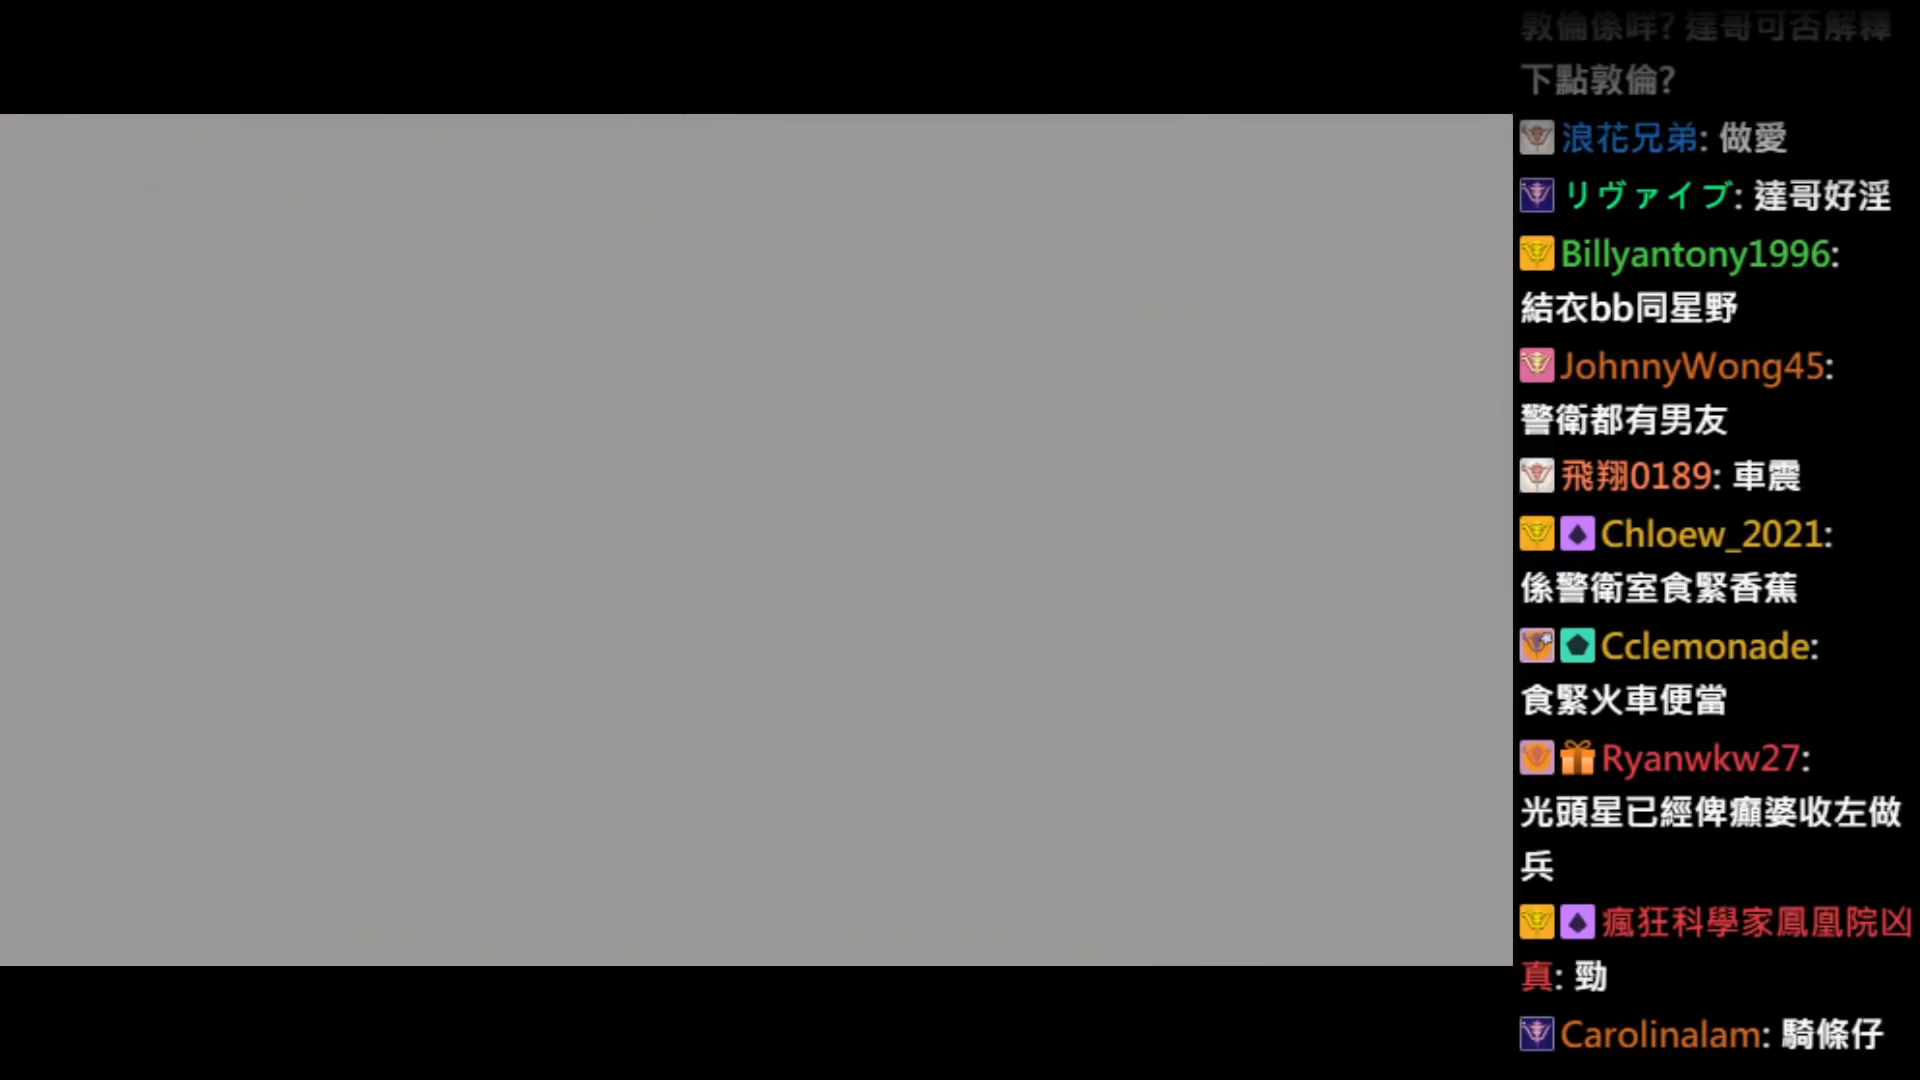 敦倫係咩? 達哥可否解釋
下點敦倫?
浪花兄弟: 做愛
リヴァイブ: 達哥好淫
Billyantony1996:
結衣bb同星野
JohnnyWong45:
警衛都有男友
飛翔0189: 車震
Chloew_2021:
係警衛室食緊香蕉
Cclemonade:
食緊火車便當
Ryanwkw27:
光頭星已經俾癲婆收左做
兵
瘋狂科學家鳳凰院凶
真: 勁
Carolinalam: 騎條仔